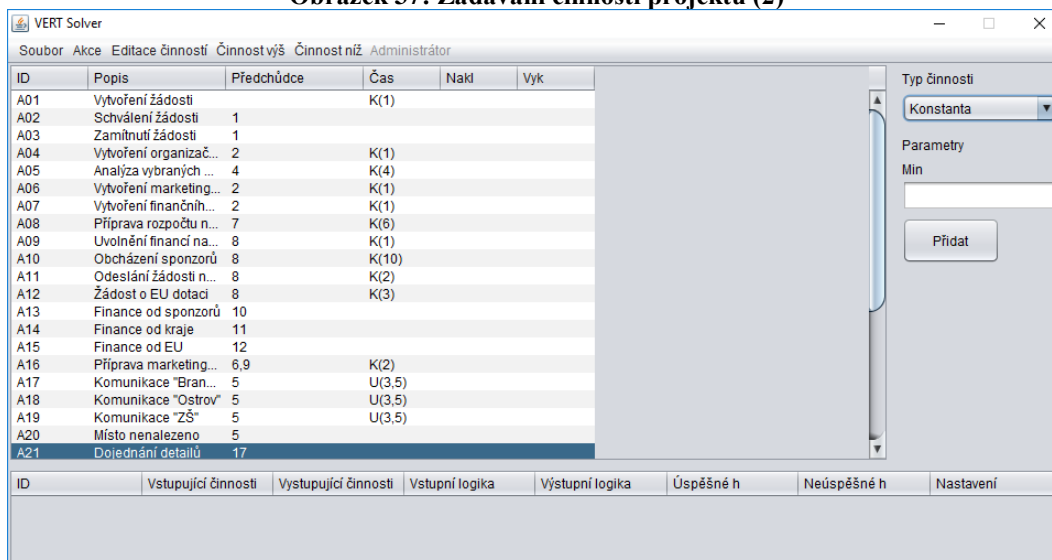 Obrázek 37: Zadávání činností projektu (2)
VERT Solver
Soubor Akce Editace činností Činnost výš Činnost níž Administrátor
ID Popis Předchůdce Čas Nakl Vyk
A01 Vytvoření žádosti K(1)
A02 Schválení žádosti 1
A03 Zamítnutí žádosti 1
A04 Vytvoření organizač... 2 K(1)
A05 Analýza vybraných ... 4 K(4)
A06 Vytvoření marketing... 2 K(1)
A07 Vytvoření finančníh... 2 K(1)
A08 Příprava rozpočtu n... 7 K(6)
A09 Uvolnění financí na... 8 K(1)
A10 Obcházení sponzorů 8 K(10)
A11 Odeslání žádosti n... 8 K(2)
A12 Žádost o EU dotaci 8 K(3)
A13 Finance od sponzorů 10
A14 Finance od kraje 11
A15 Finance od EU 12
A16 Příprava marketing... 6,9 K(2)
A17 Komunikace "Bran... 5 U(3,5)
A18 Komunikace "Ostrov" 5 U(3,5)
A19 Komunikace "ZŠ" 5 U(3,5)
A20 Místo nenalezeno 5
A21 Dojednání detailů 17
Typ činnosti
Konstanta
Parametry
Min
Přidat
ID Vstupující činnosti Vystupující činnosti Vstupní logika Výstupní logika Úspěšné h Neúspěšné h Nastavení